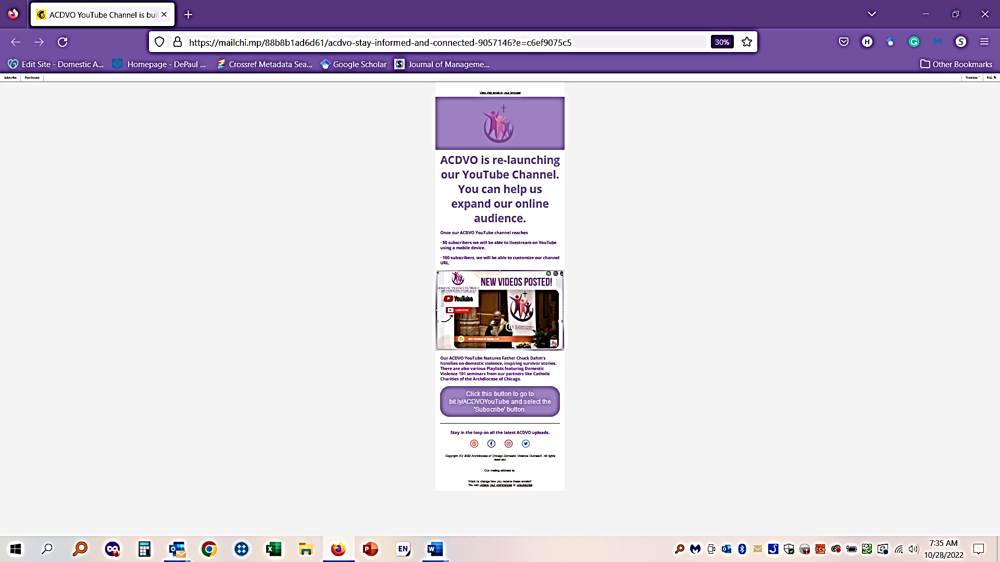 ACDVO YouTube Channel is bui
https://mailchi.mp/88b8b1ad6d61/acdvo-stay-informed-and-connected-9057146?e=c6ef9075c5
30%
Edit Site - Domestic A...
Homepage - DePaul ...
Crossref Metadata Sea...
Google Scholar
Journal of Manageme...
Other Bookmarks
Subscribe
Past Issues
Translate
RSS
View this email in your browser
ACDVO is re-launching
our YouTube Channel.
You can help us
expand our online
audience.
Once our ACDVO YouTube channel reaches
· 50 subscribers we will be able to livestream on YouTube
using a mobile device.
· 100 subscribers, we will be able to customize our channel
URL.
NEW VIDEOS POSTED!
DOMESTIC VIOLENCE OUTREACH
ARCHDIOCESE of CHICAGO
YouTube
SUBSCRIBE
REV. CHARLES W. DAHM, O.P.
Our ACDVO YouTube features Father Chuck Dahm's
homilies on domestic violence, inspiring survivor stories.
There are also various Playlists featuring Domestic
Violence 101 seminars from our partners like Catholic
Charities of the Archdiocese of Chicago.
Click this button to go to
bit.ly/ACDVOYouTube and select the
'Subscribe' button.
Stay in the loop on all the latest ACDVO uploads.
Copyright (C) 2022 Archdiocese of Chicago Domestic Violence Outreach. All rights
reserved.
Our mailing address is:
Want to change how you receive these emails?
You can update your preferences or unsubscribe
EN
7:35 AM
10/28/2022